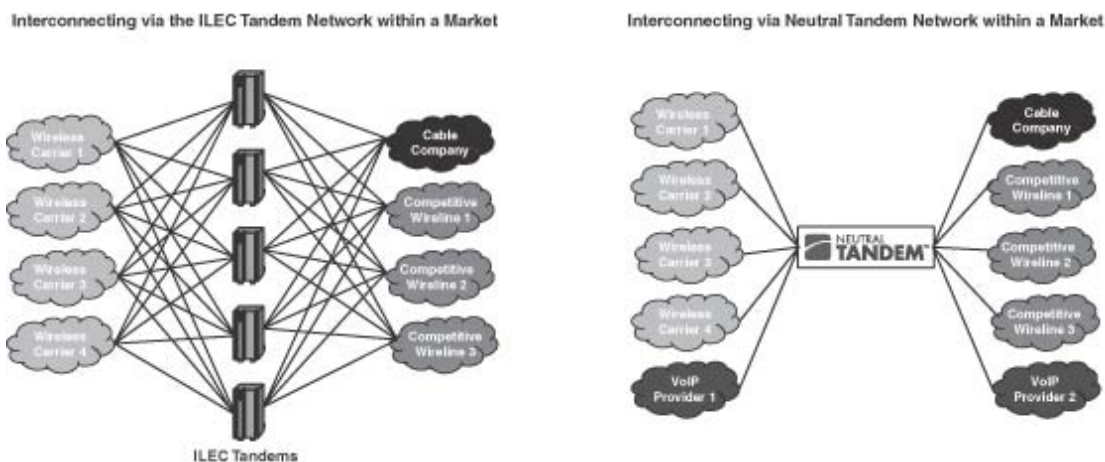 Interconnecting via the ILEC Tandem Network within a Market
Wireless
Carrier 1
Wireless
Carrier 2
Wireless
Carrier 3
Wireless
Carrier 4
Cable
Company
Competitive
Wireline 1
Competitive
Wireline 2
Competitive
Wireline 3
ILEC Tandems
Interconnecting via Neutral Tandem Network within a Market
Wireless
Carrier 1
Wireless
Carrier 2
Wireless
Carrier 3
Wireless
Carrier 4
VoIP
Provider 1
NEUTRAL
TANDEM™
Cable
Company
Competitive
Wireline 1
Competitive
Wireline 2
Competitive
Wireline 3
VoIP
Provider 2